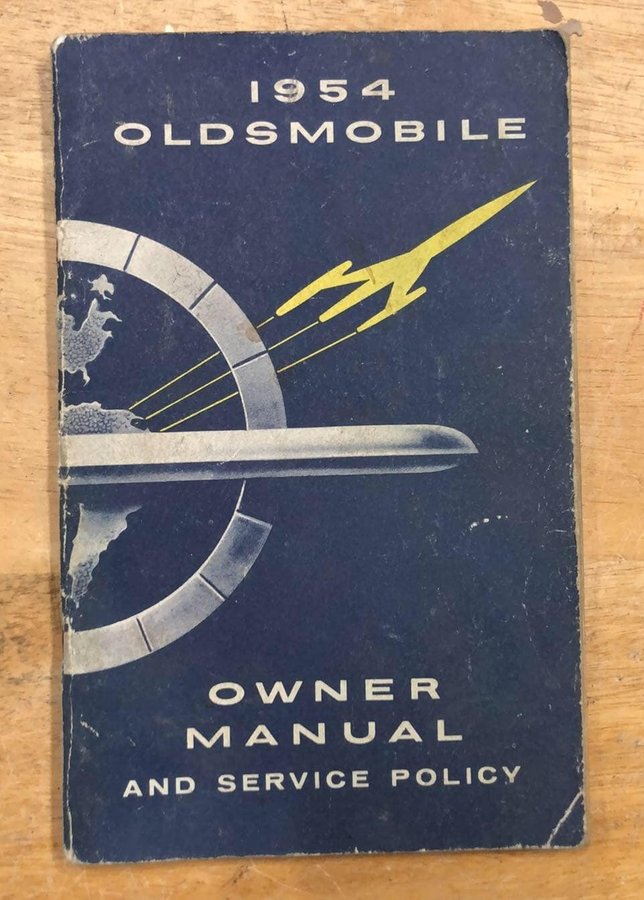 1954
OLDSMOBILE
OWNER
MANUAL
AND SERVICE POLICY